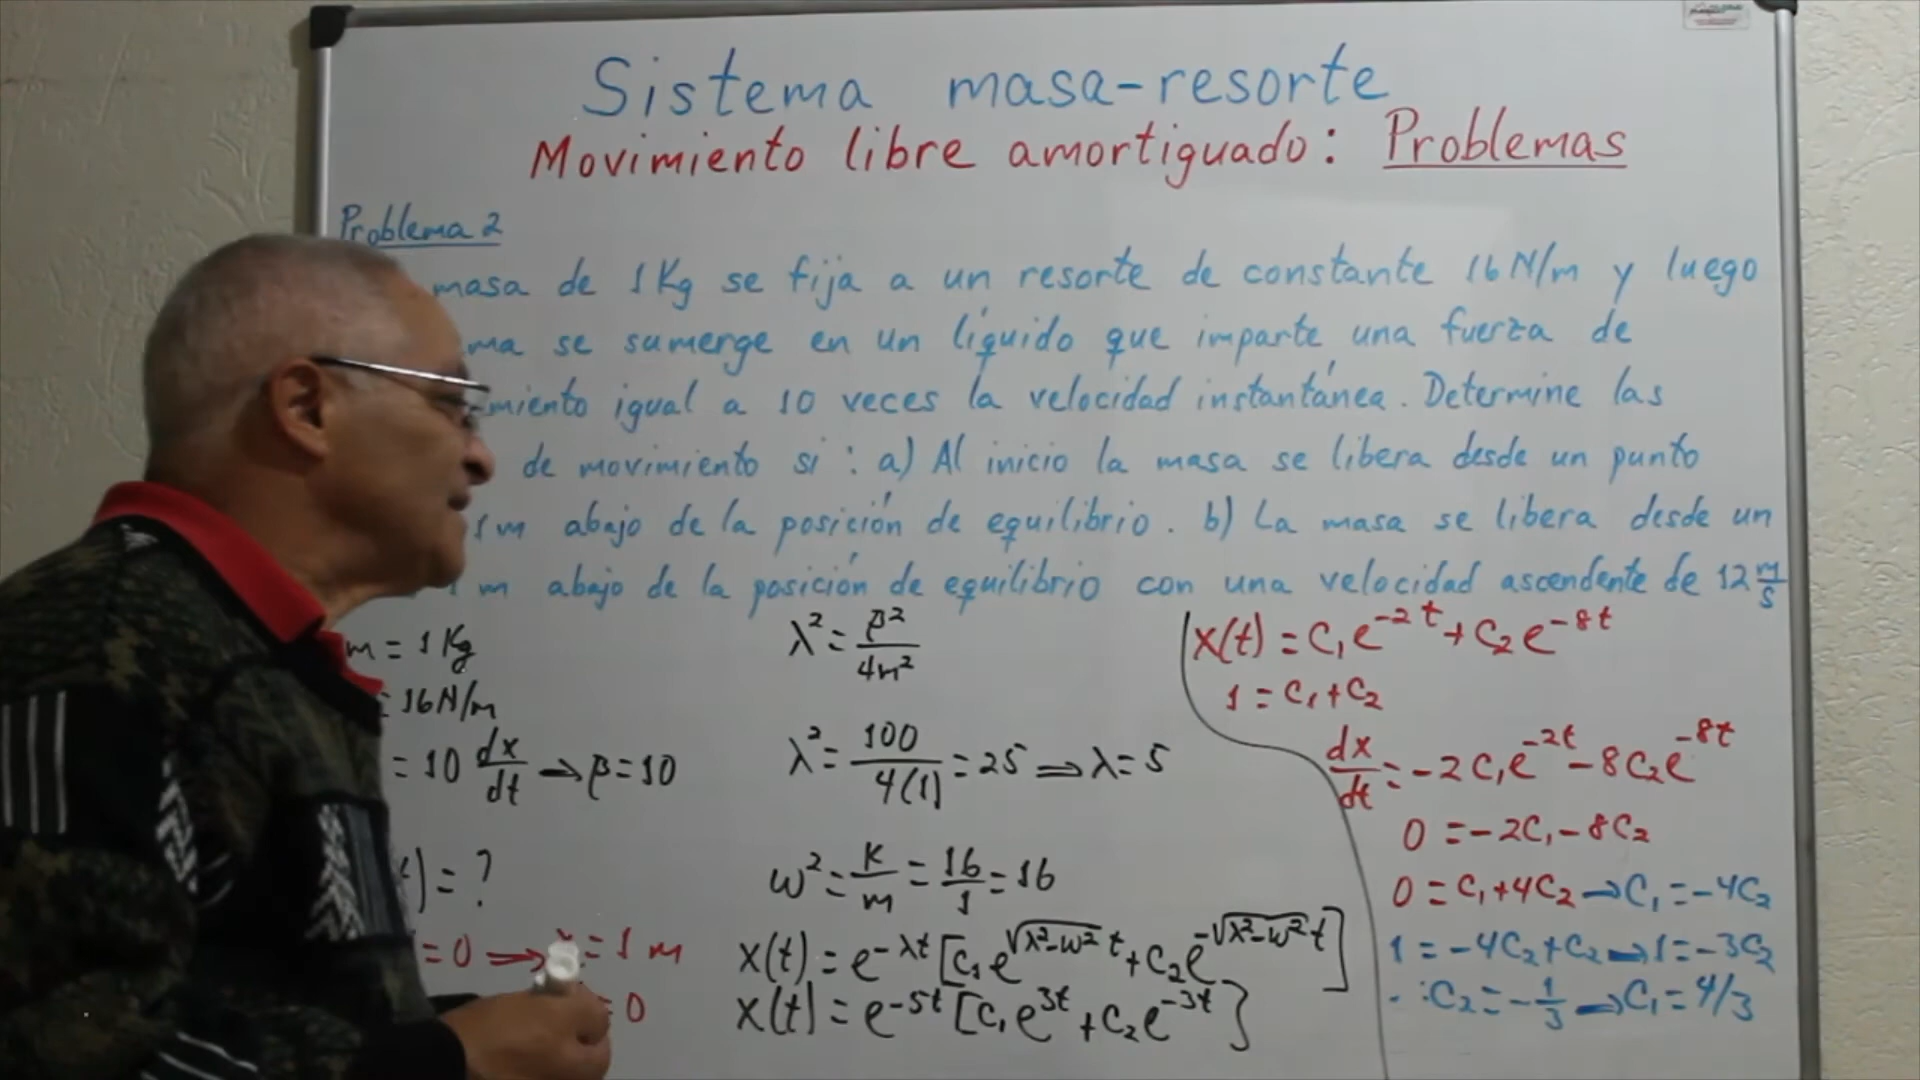 Sistema masa-resorte
Movimiento libre amortiguado: Problemas
Problema 2
masa de 1Kg se fija a un resorte de constante 16 N/m y luego
ma se sumerge en un líquido que imparte una fuerza de
miento igual a 10 veces la velocidad instantánea. Determine las
de movimiento si: a) Al inicio la masa se libera desde un punto
1m abajo de la posición de equilibrio. b) La masa se libera desde un
m abajo de la posición de equilibrio con una velocidad ascendente de 12 m/s
m = 1 Kg
= 16 N/m
= 10 dx/dt → β = 10
) = ?
= 0 → = 1 m
= 0
λ² = β²/4m²
λ² = 100/4(1) = 25 ⇒ λ = 5
ω² = K/m = 16/1 = 16
x(t) = e^-λt [c₁e^√(λ²-ω²) t + c₂e^-√(λ²-ω²) t]
x(t) = e^-5t [c₁e^3t + c₂e^-3t]
x(t) = c₁e^-2t + c₂e^-8t
1 = c₁ + c₂
dx/dt = -2c₁e^-2t - 8c₂e^-8t
0 = -2c₁ - 8c₂
0 = c₁ + 4c₂ → c₁ = -4c₂
1 = -4c₂ + c₂ → 1 = -3c₂
∴ c₂ = -1/3 → c₁ = 4/3